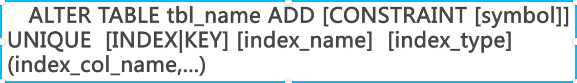 ALTER TABLE tbl_name ADD [CONSTRAINT [symbol]]
UNIQUE [INDEX|KEY] [index_name] [index_type]
(index_col_name,...)